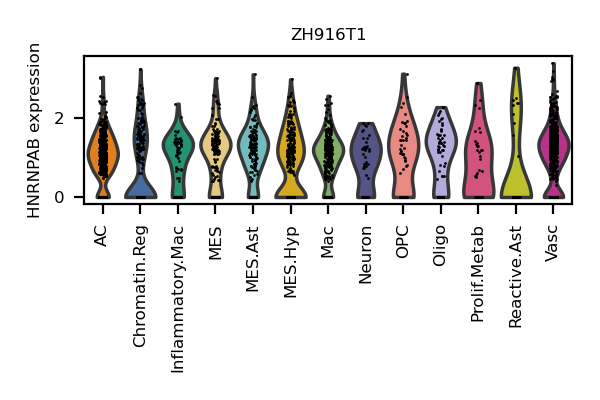 ZH916T1
HNRNPAB expression
2
0
AC
Chromatin.Reg
Inflammatory.Mac
MES
MES.Ast
MES.Hyp
Mac
Neuron
OPC
Oligo
Prolif.Metab
Reactive.Ast
Vasc